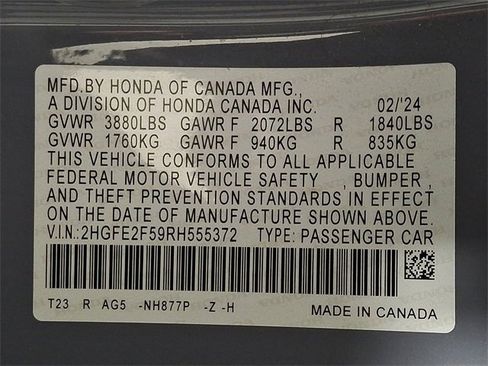 MFD.BY HONDA OF CANADA MFG.,
A DIVISION OF HONDA CANADA INC. 02/'24
GVWR 3880LBS GAWR F 2072LBS R 1840LBS
GVWR 1760KG GAWR F 940KG R 835KG
THIS VEHICLE CONFORMS TO ALL APPLICABLE
FEDERAL MOTOR VEHICLE SAFETY , BUMPER ,
AND THEFT PREVENTION STANDARDS IN EFFECT
ON THE DATE OF MANUFACTURE SHOWN ABOVE.
V.I.N:2HGFE2F59RH555372 TYPE: PASSENGER CAR
T23 R AG5 -NH877P -Z -H MADE IN CANADA